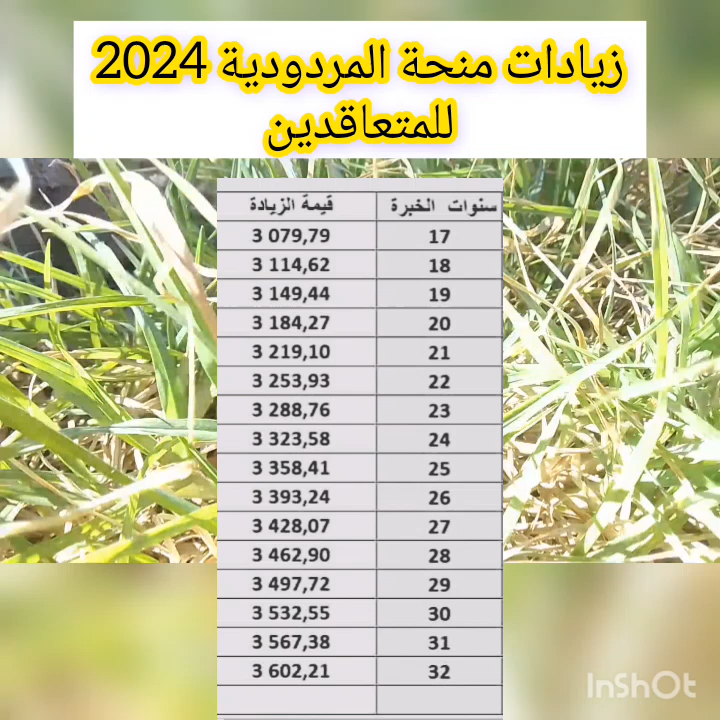 زيادات منحة المردودية 2024
للمتعاقدين
سنوات الخبرة قيمة الزيادة
17 3 079,79
18 3 114,62
19 3 149,44
20 3 184,27
21 3 219,10
22 3 253,93
23 3 288,76
24 3 323,58
25 3 358,41
26 3 393,24
27 3 428,07
28 3 462,90
29 3 497,72
30 3 532,55
31 3 567,38
32 3 602,21
InShOt